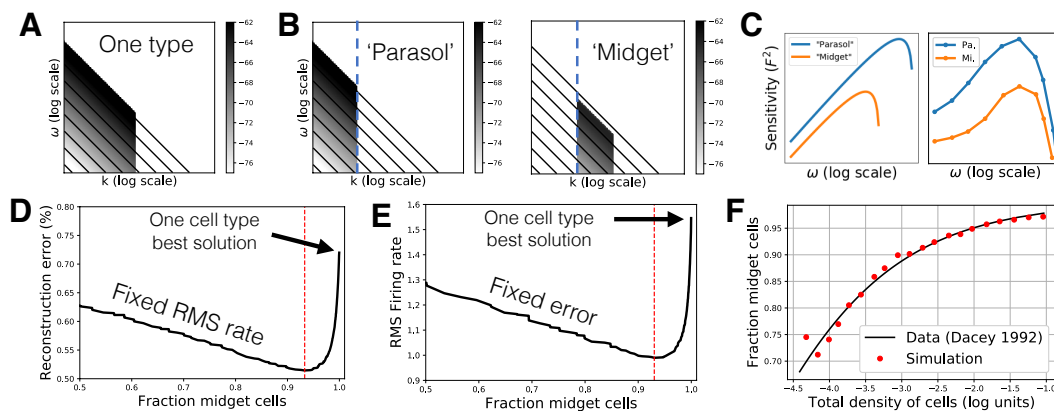 A
One type
ω (log scale)
k (log scale)
−62
−64
−66
−68
−70
−72
−74
−76
B
'Parasol'
k (log scale)
−62
−64
−66
−68
−70
−72
−74
−76
'Midget'
k (log scale)
−62
−64
−66
−68
−70
−72
−74
−76
C
Sensitivity (F²)
"Parasol"
"Midget"
ω (log scale)
Pa.
Mi.
ω (log scale)
D
Reconstruction error (%)
0.80
0.75
0.70
0.65
0.60
0.55
0.50
One cell type
best solution
Fixed RMS rate
0.5 0.6 0.7 0.8 0.9 1.0
Fraction midget cells
E
RMS Firing rate
1.6
1.5
1.4
1.3
1.2
1.1
1.0
0.9
One cell type
best solution
Fixed error
0.5 0.6 0.7 0.8 0.9 1.0
Fraction midget cells
F
Fraction midget cells
0.95
0.90
0.85
0.80
0.75
0.70
Data (Dacey 1992)
Simulation
−4.5 −4.0 −3.5 −3.0 −2.5 −2.0 −1.5 −1.0
Total density of cells (log units)